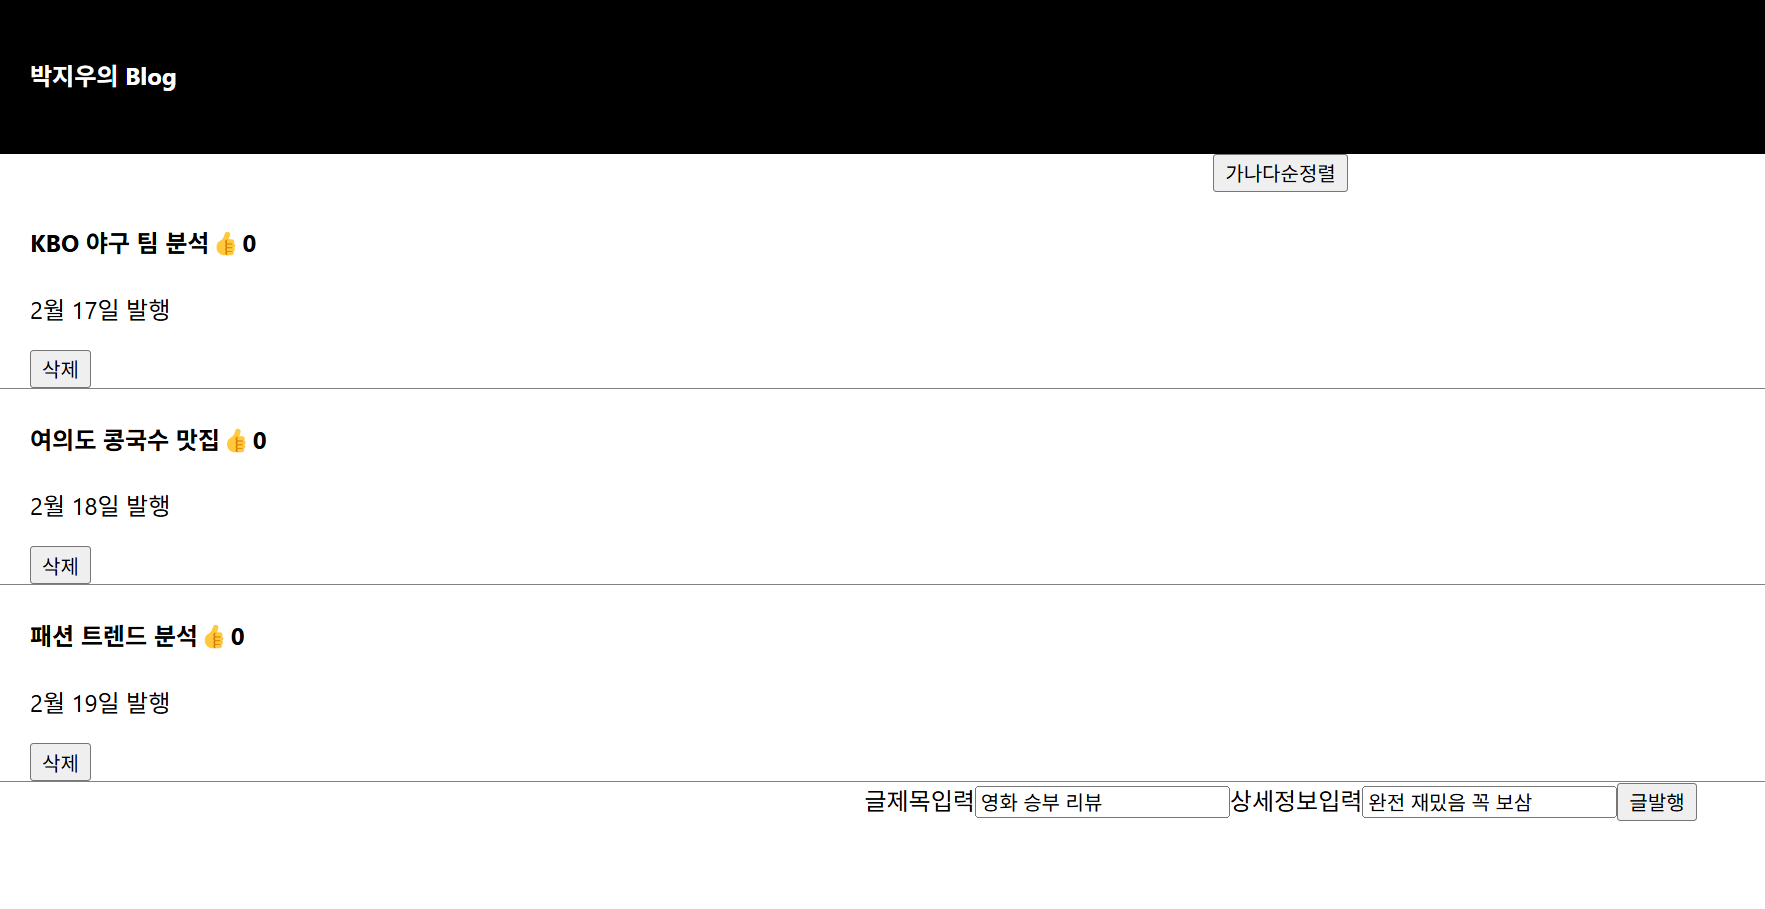 박지우의 Blog
가나다순정렬
KBO 야구 팀 분석👍0
2월 17일 발행
삭제
여의도 콩국수 맛집👍0
2월 18일 발행
삭제
패션 트렌드 분석👍0
2월 19일 발행
삭제
글제목입력 영화 승부 리뷰 상세정보입력 완전 재밌음 꼭 보삼 글발행